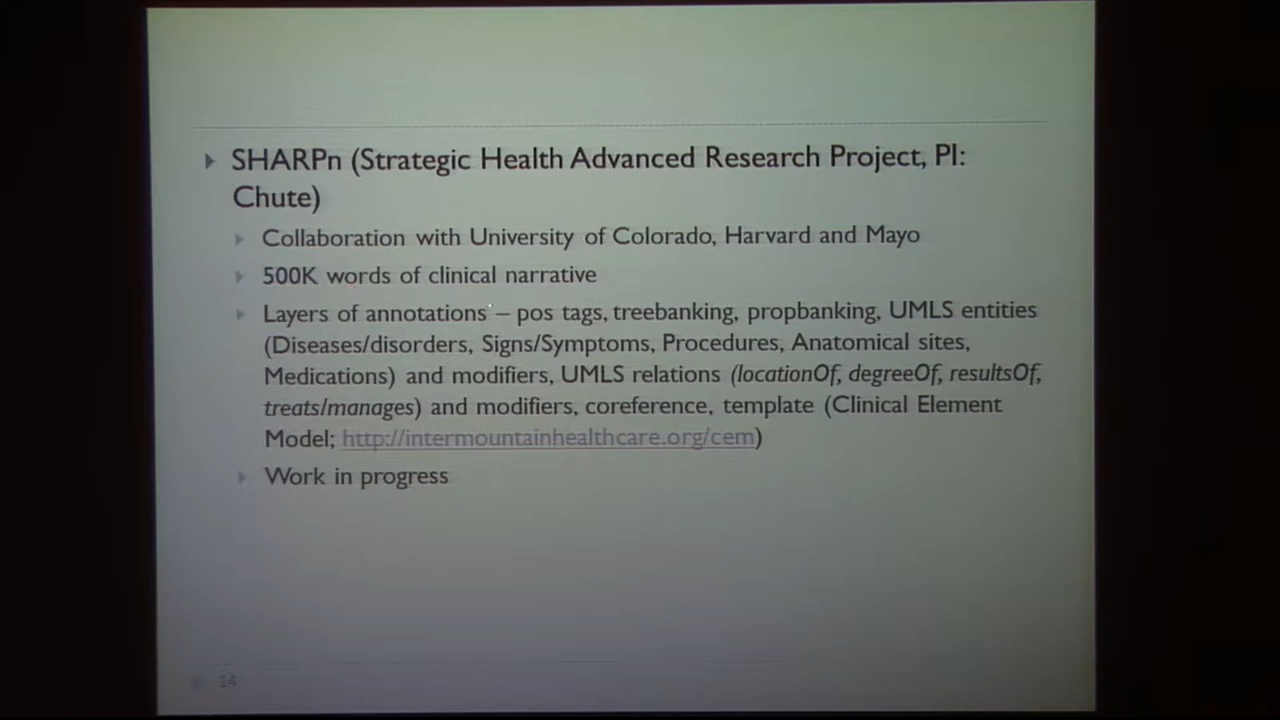 SHARPn (Strategic Health Advanced Research Project, PI:
Chute)
Collaboration with University of Colorado, Harvard and Mayo
500K words of clinical narrative
Layers of annotations – pos tags, treebanking, propbanking, UMLS entities
(Diseases/disorders, Signs/Symptoms, Procedures, Anatomical sites,
Medications) and modifiers, UMLS relations (locationOf, degreeOf, resultsOf,
treats/manages) and modifiers, coreference, template (Clinical Element
Model; http://intermountainhealthcare.org/cem)
Work in progress
14